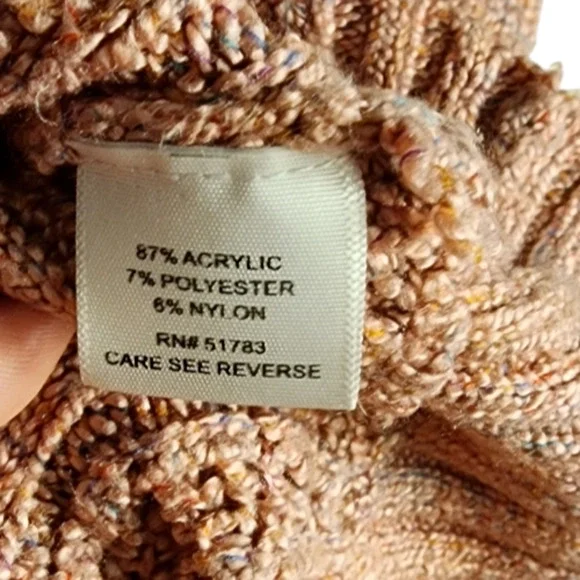 87% ACRYLIC
7% POLYESTER
6% NYLON
RN# 51783
CARE SEE REVERSE